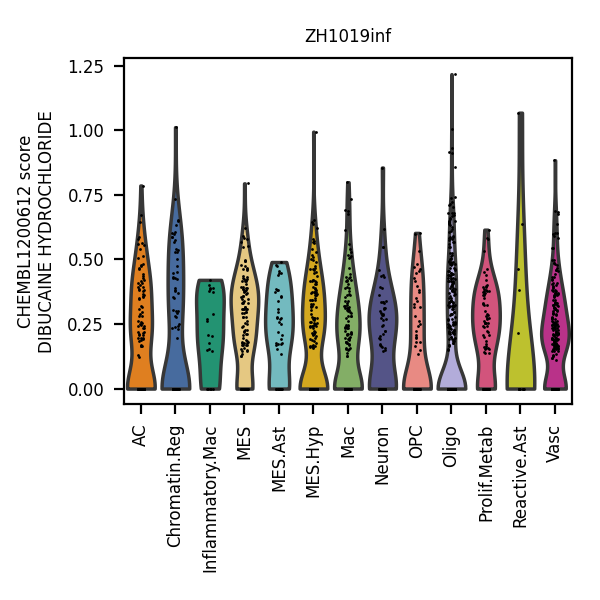 ZH1019inf
CHEMBL1200612 score
DIBUCAINE HYDROCHLORIDE
1.25
1.00
0.75
0.50
0.25
0.00
AC
Chromatin.Reg
Inflammatory.Mac
MES
MES.Ast
MES.Hyp
Mac
Neuron
OPC
Oligo
Prolif.Metab
Reactive.Ast
Vasc